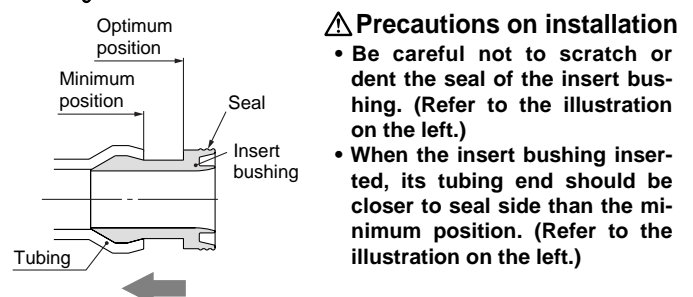 Optimum
position
Minimum
position
Seal
Insert
bushing
Tubing
Precautions on installation
• Be careful not to scratch or
dent the seal of the insert bus-
hing. (Refer to the illustration
on the left.)
• When the insert bushing inser-
ted, its tubing end should be
closer to seal side than the mi-
nimum position. (Refer to the
illustration on the left.)